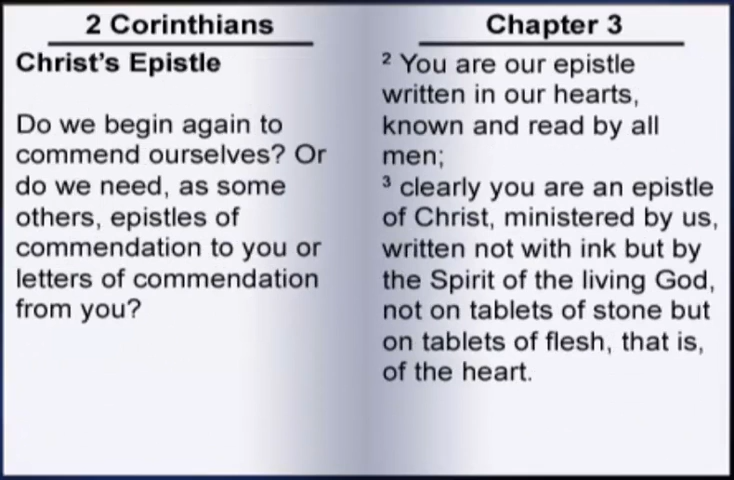 2 Corinthians
Christ's Epistle
Do we begin again to
commend ourselves? Or
do we need, as some
others, epistles of
commendation to you or
letters of commendation
from you?
Chapter 3
² You are our epistle
written in our hearts,
known and read by all
men;
³ clearly you are an epistle
of Christ, ministered by us,
written not with ink but by
the Spirit of the living God,
not on tablets of stone but
on tablets of flesh, that is,
of the heart.